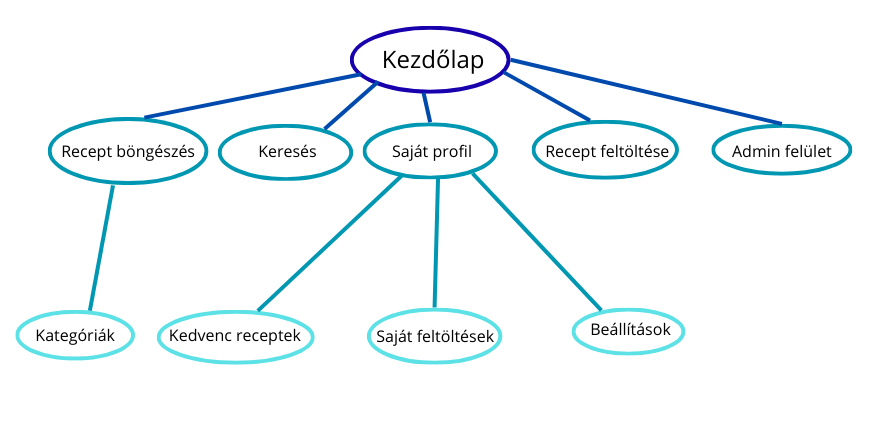 Kezdőlap
Recept böngészés
Keresés
Saját profil
Recept feltöltése
Admin felület
Kategóriák
Kedvenc receptek
Saját feltöltések
Beállítások